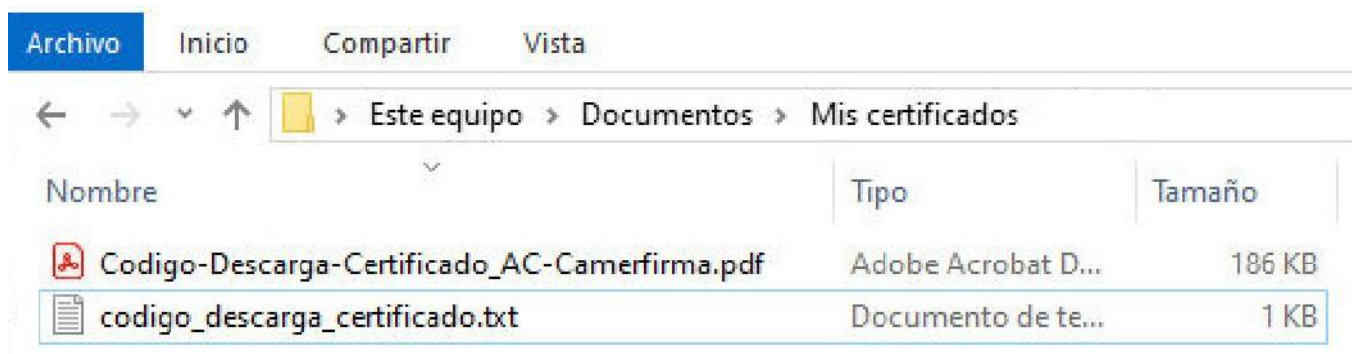 Archivo Inicio Compartir Vista
Este equipo > Documentos > Mis certificados
Nombre Tipo Tamaño
Codigo-Descarga-Certificado_AC-Camerfirma.pdf Adobe Acrobat D... 186 KB
codigo_descarga_certificado.txt Documento de te... 1 KB